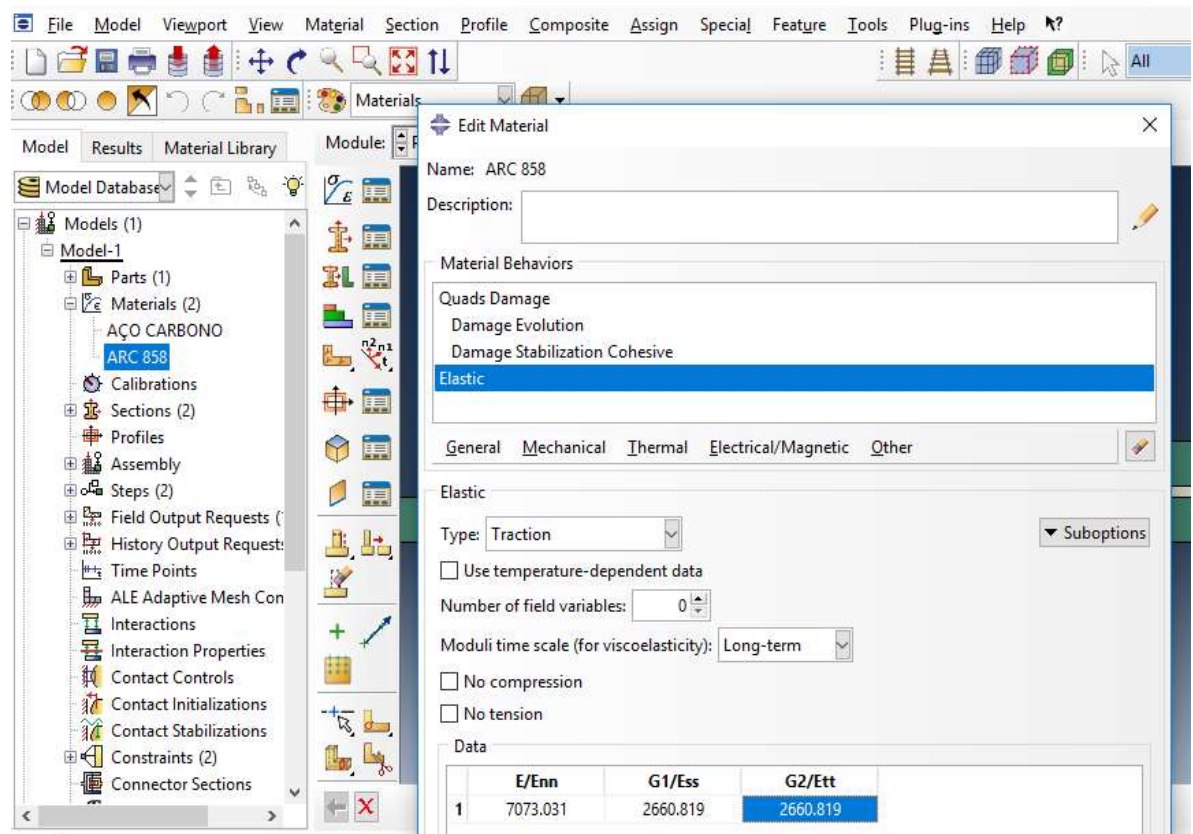 File Model Viewport View Material Section Profile Composite Assign Special Feature Tools Plug-ins Help
All
Materials
Model Results Material Library
Module:
Model Database
Models (1)
Model-1
Parts (1)
Materials (2)
AÇO CARBONO
ARC 858
Calibrations
Sections (2)
Profiles
Assembly
Steps (2)
Field Output Requests (
History Output Requests
Time Points
ALE Adaptive Mesh Con
Interactions
Interaction Properties
Contact Controls
Contact Initializations
Contact Stabilizations
Constraints (2)
Connector Sections
Edit Material
Name: ARC 858
Description:
Material Behaviors
Quads Damage
Damage Evolution
Damage Stabilization Cohesive
Elastic
General Mechanical Thermal Electrical/Magnetic Other
Elastic
Type: Traction
Suboptions
Use temperature-dependent data
Number of field variables: 0
Moduli time scale (for viscoelasticity): Long-term
No compression
No tension
Data
E/Enn G1/Ess G2/Ett
1 7073.031 2660.819 2660.819